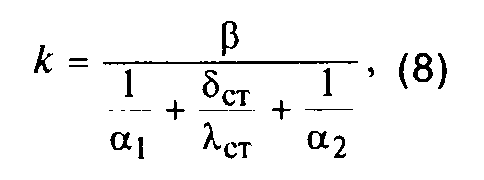 k = β / (1/α₁ + δст/λст + 1/α₂), (8)